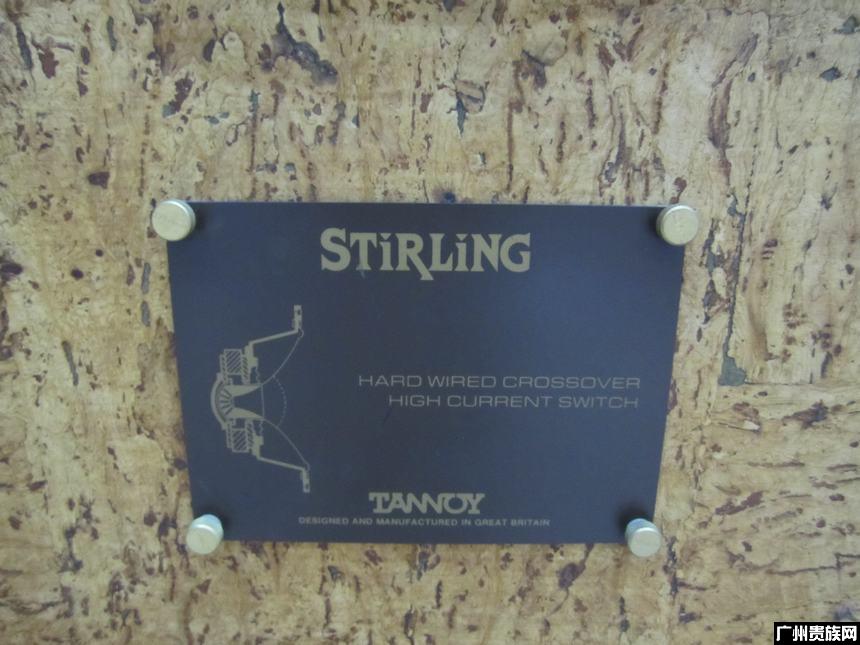 STiRLiNG
HARD WIRED CROSSOVER
HIGH CURRENT SWITCH
TANNOY
DESIGNED AND MANUFACTURED IN GREAT BRITAIN
广州贵族网